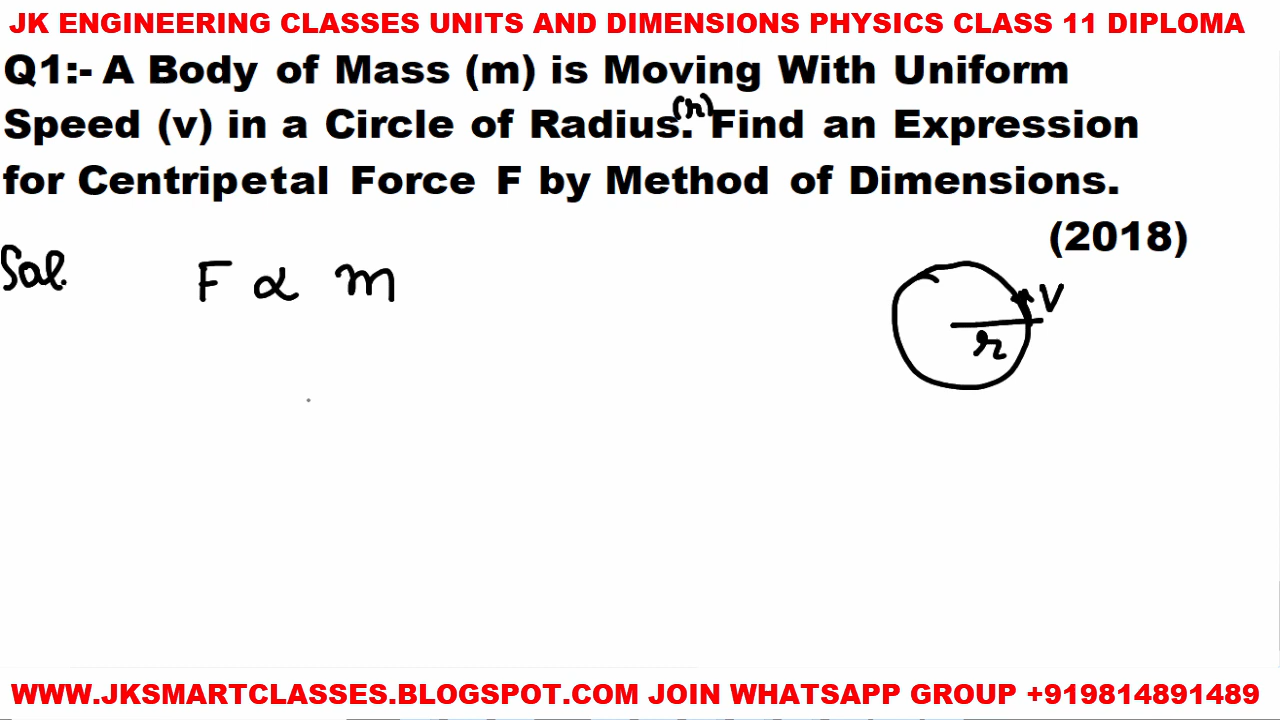 JK ENGINEERING CLASSES UNITS AND DIMENSIONS PHYSICS CLASS 11 DIPLOMA
Q1:- A Body of Mass (m) is Moving With Uniform
Speed (v) in a Circle of Radius.(r) Find an Expression
for Centripetal Force F by Method of Dimensions.
(2018)
Sol. F ∝ m
V
r
WWW.JKSMARTCLASSES.BLOGSPOT.COM JOIN WHATSAPP GROUP +919814891489